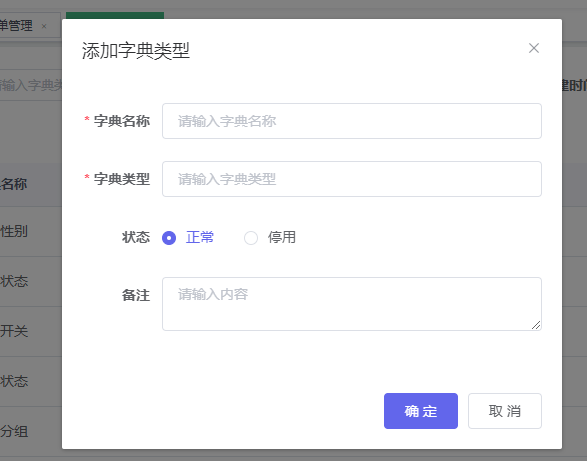 单管理 ×
添加字典类型
请输入字典类
建时间
* 字典名称 请输入字典名称
* 字典类型 请输入字典类型
名称
性别
状态 正常 停用
状态
备注 请输入内容
开关
状态
确 定 取 消
分组